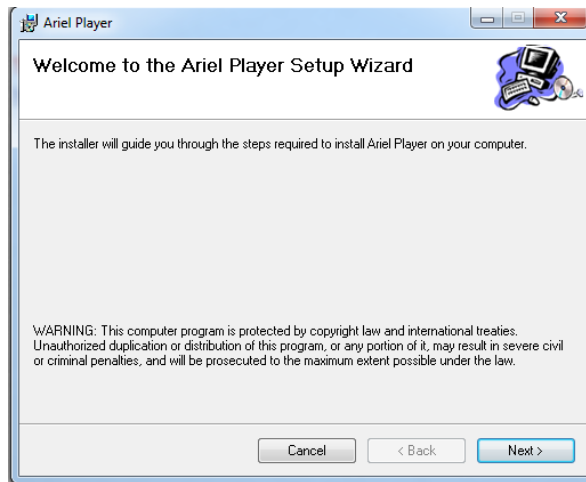 Ariel Player
Welcome to the Ariel Player Setup Wizard
The installer will guide you through the steps required to install Ariel Player on your computer.
WARNING: This computer program is protected by copyright law and international treaties.
Unauthorized duplication or distribution of this program, or any portion of it, may result in severe civil
or criminal penalties, and will be prosecuted to the maximum extent possible under the law.
Cancel
< Back
Next >